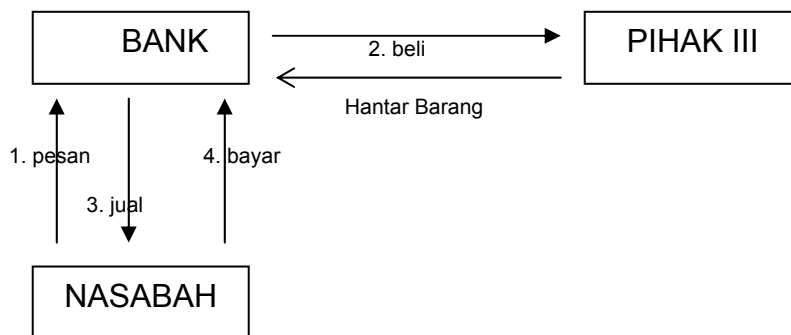 BANK
PIHAK III
2. beli
Hantar Barang
1. pesan
4. bayar
3. jual
NASABAH